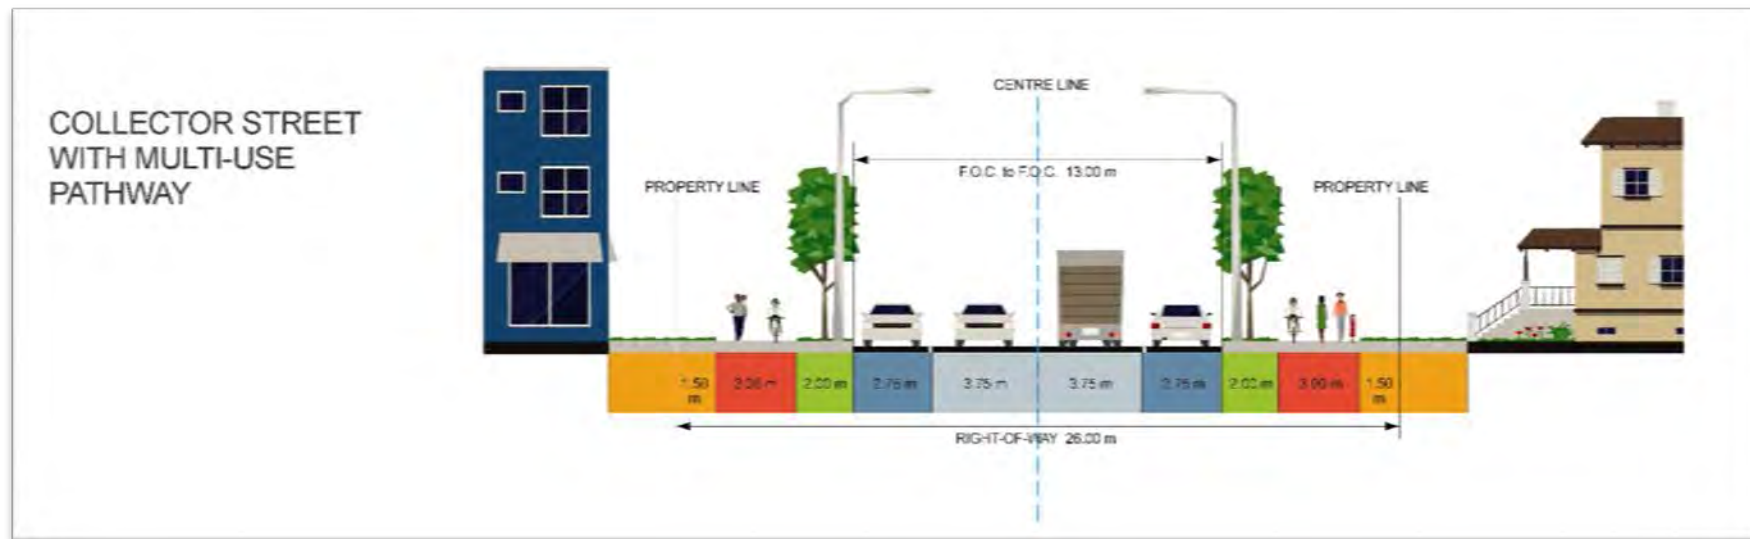 COLLECTOR STREET
WITH MULTI-USE
PATHWAY
CENTRE LINE
F.O.C. to F.O.C. 13.00 m
PROPERTY LINE
PROPERTY LINE
1.50
m
3.00 m
2.00 m
2.75 m
3.75 m
3.75 m
2.75 m
2.00 m
3.00 m
1.50
m
RIGHT-OF-WAY 26.00 m